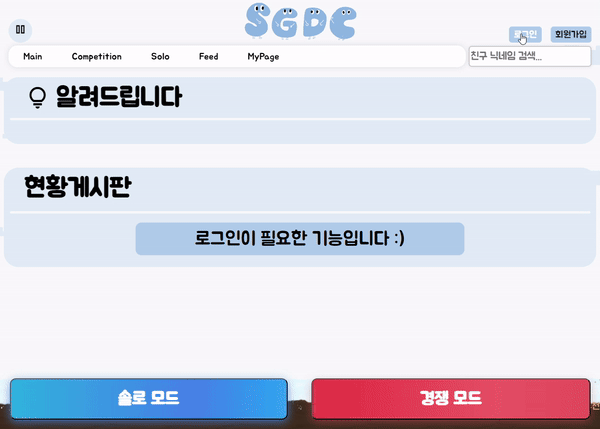 SGDC
로그인 회원가입
Main Competition Solo Feed MyPage
친구 닉네임 검색...
알려드립니다
현황게시판
로그인이 필요한 기능입니다 :)
솔로 모드 경쟁 모드